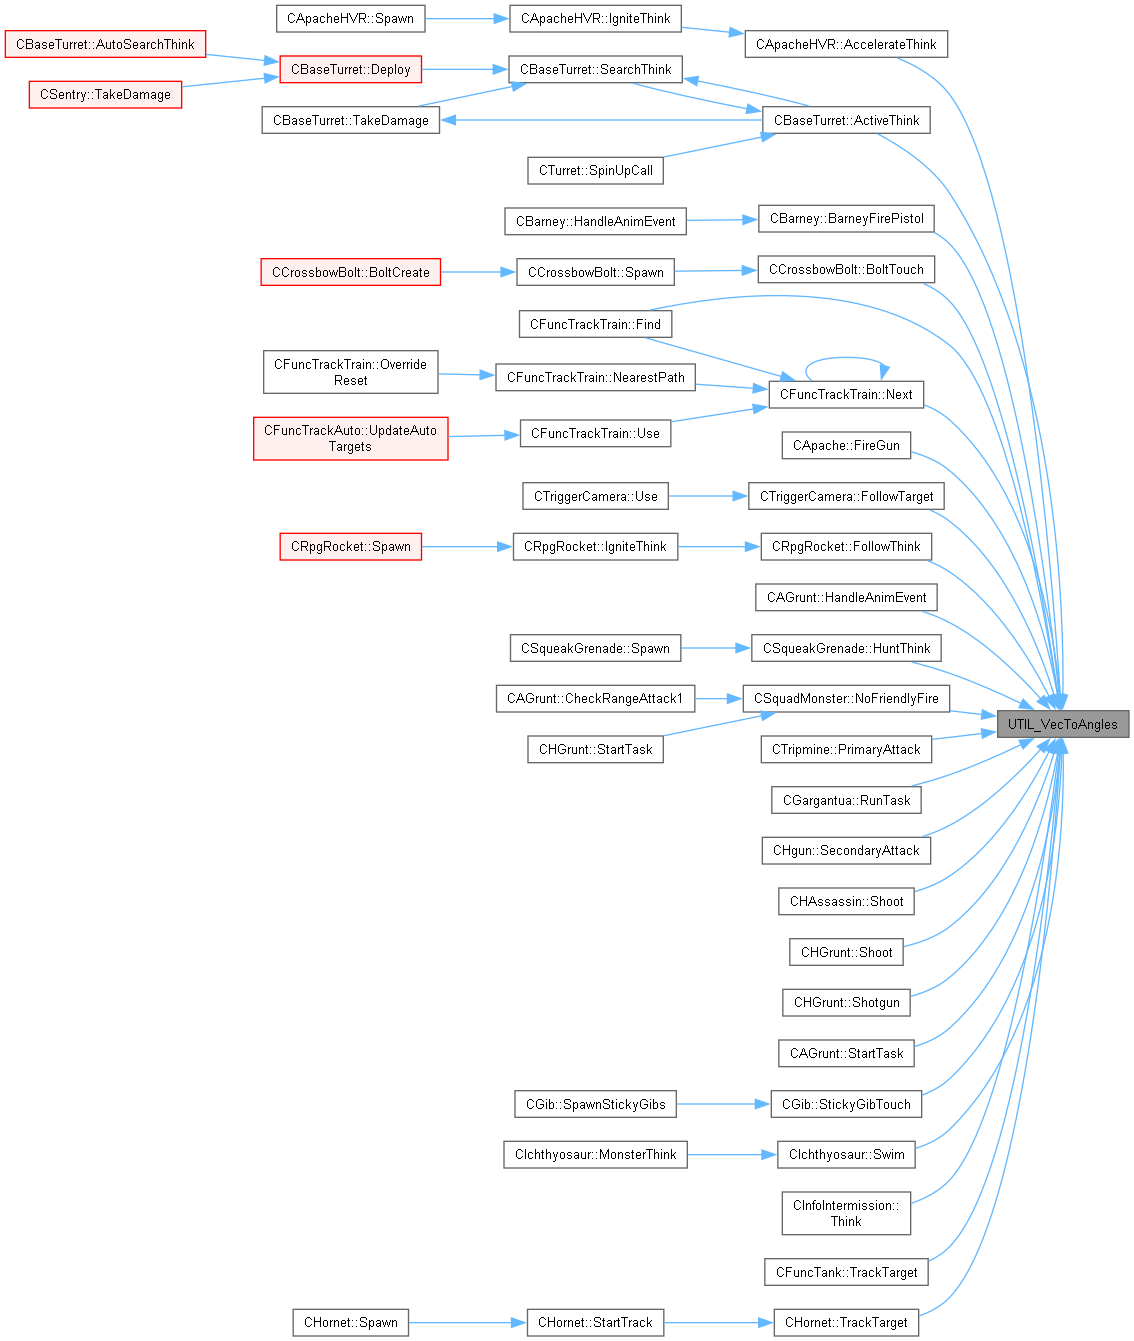 CApacheHVR::Spawn
CApacheHVR::IgniteThink
CApacheHVR::AccelerateThink
CBaseTurret::AutoSearchThink
CBaseTurret::Deploy
CBaseTurret::SearchThink
CSentry::TakeDamage
CBaseTurret::TakeDamage
CBaseTurret::ActiveThink
CTurret::SpinUpCall
CBarney::HandleAnimEvent
CBarney::BarneyFirePistol
CCrossbowBolt::BoltCreate
CCrossbowBolt::Spawn
CCrossbowBolt::BoltTouch
CFuncTrackTrain::Find
CFuncTrackTrain::Override
Reset
CFuncTrackTrain::NearestPath
CFuncTrackTrain::Next
CFuncTrackAuto::UpdateAuto
Targets
CFuncTrackTrain::Use
CApache::FireGun
CTriggerCamera::Use
CTriggerCamera::FollowTarget
CRpgRocket::Spawn
CRpgRocket::IgniteThink
CRpgRocket::FollowThink
CAGrunt::HandleAnimEvent
CSqueakGrenade::Spawn
CSqueakGrenade::HuntThink
CAGrunt::CheckRangeAttack1
CSquadMonster::NoFriendlyFire
UTIL_VecToAngles
CHGrunt::StartTask
CTripmine::PrimaryAttack
CGargantua::RunTask
CHgun::SecondaryAttack
CHAssassin::Shoot
CHGrunt::Shoot
CHGrunt::Shotgun
CAGrunt::StartTask
CGib::SpawnStickyGibs
CGib::StickyGibTouch
CIchthyosaur::MonsterThink
CIchthyosaur::Swim
CInfoIntermission::
Think
CFuncTank::TrackTarget
CHornet::Spawn
CHornet::StartTrack
CHornet::TrackTarget